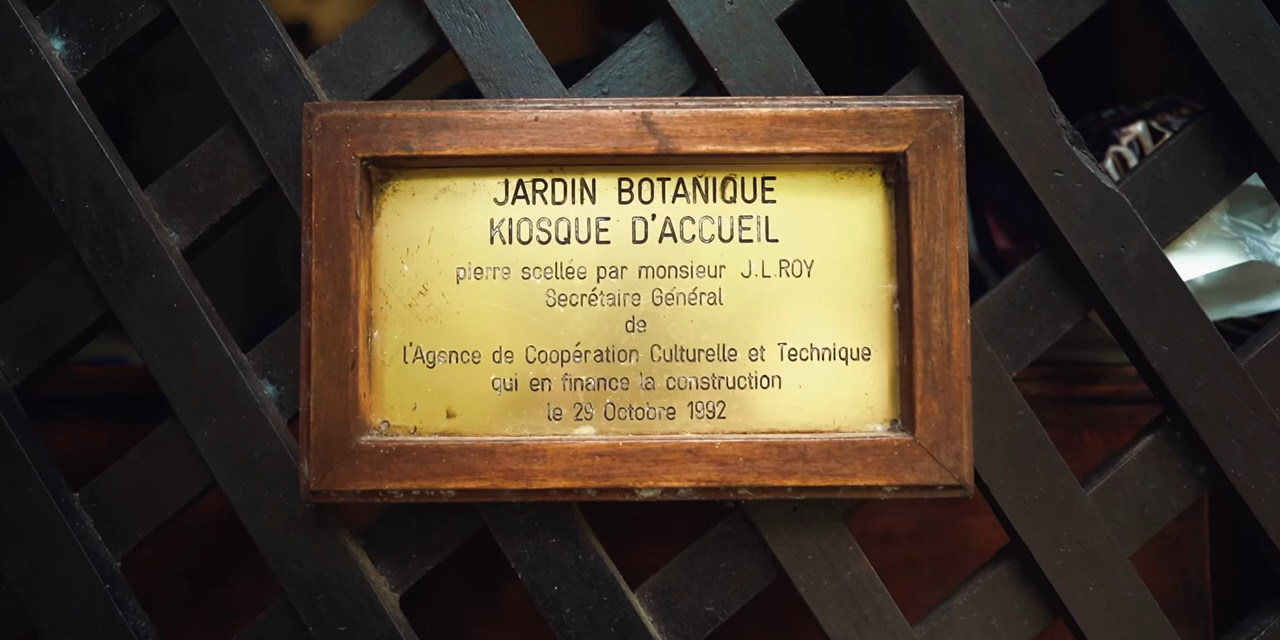 JARDIN BOTANIQUE
KIOSQUE D'ACCUEIL
pierre scellée par monsieur J.L.ROY
Secrétaire Général
de
l'Agence de Coopération Culturelle et Technique
qui en finance la construction
le 29 Octobre 1992